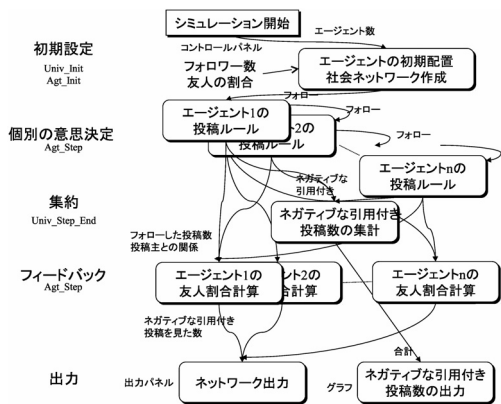 シミュレーション開始
エージェント数
初期設定
Univ_Init
Agt_Init
コントロールパネル
フォロワー数
友人の割合
エージェントの初期配置
社会ネットワーク作成
フォロー
エージェント1の
投稿ルール
フォロー
ト2の
投稿ルール
フォロー
個別の意思決定
Agt_Step
エージェントnの
投稿ルール
ネガティブな
引用付き
集約
Univ_Step_End
ネガティブな引用付き
投稿数の集計
フォローした投稿数
投稿主との関係
フィードバック
Agt_Step
エージェント1の
友人割合計算
ント2の
合計算
エージェントnの
友人割合計算
ネガティブな引用付き
投稿を見た数
合計
出力
出力パネル
ネットワーク出力
グラフ
ネガティブな引用付き
投稿数の出力